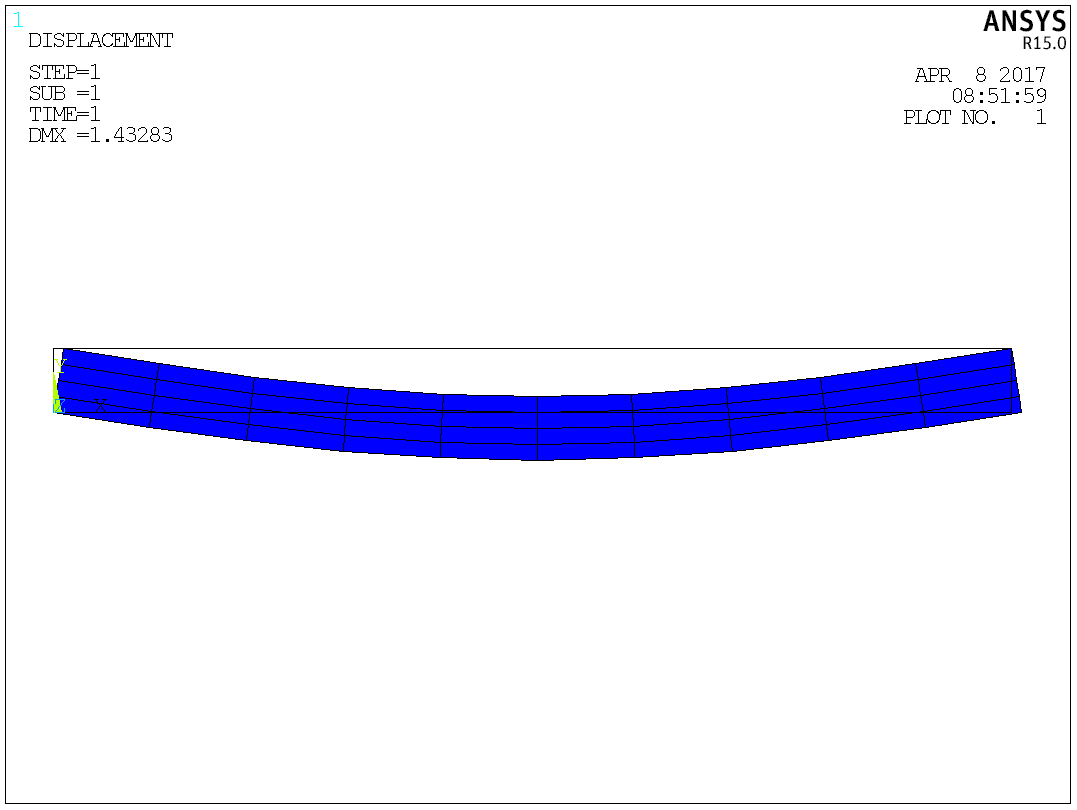 1
ANSYS
R15.0
DISPLACEMENT
STEP=1
SUB =1
TIME=1
DMX =1.43283
APR  8 2017
08:51:59
PLOT NO.   1
Y
X